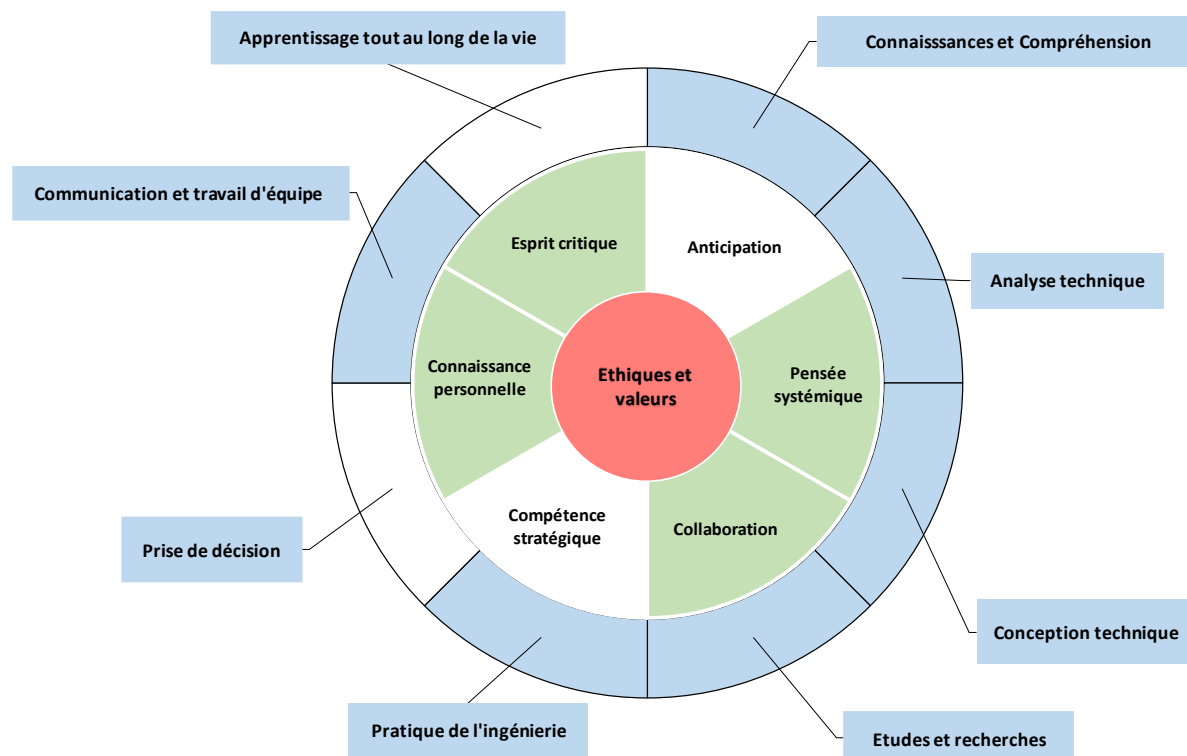 Apprentissage tout au long de la vie
Connaisssances et Compréhension
Communication et travail d'équipe
Esprit critique
Anticipation
Analyse technique
Connaissance
personnelle
Ethiques et
valeurs
Pensée
systémique
Compétence
stratégique
Collaboration
Prise de décision
Conception technique
Pratique de l'ingénierie
Etudes et recherches